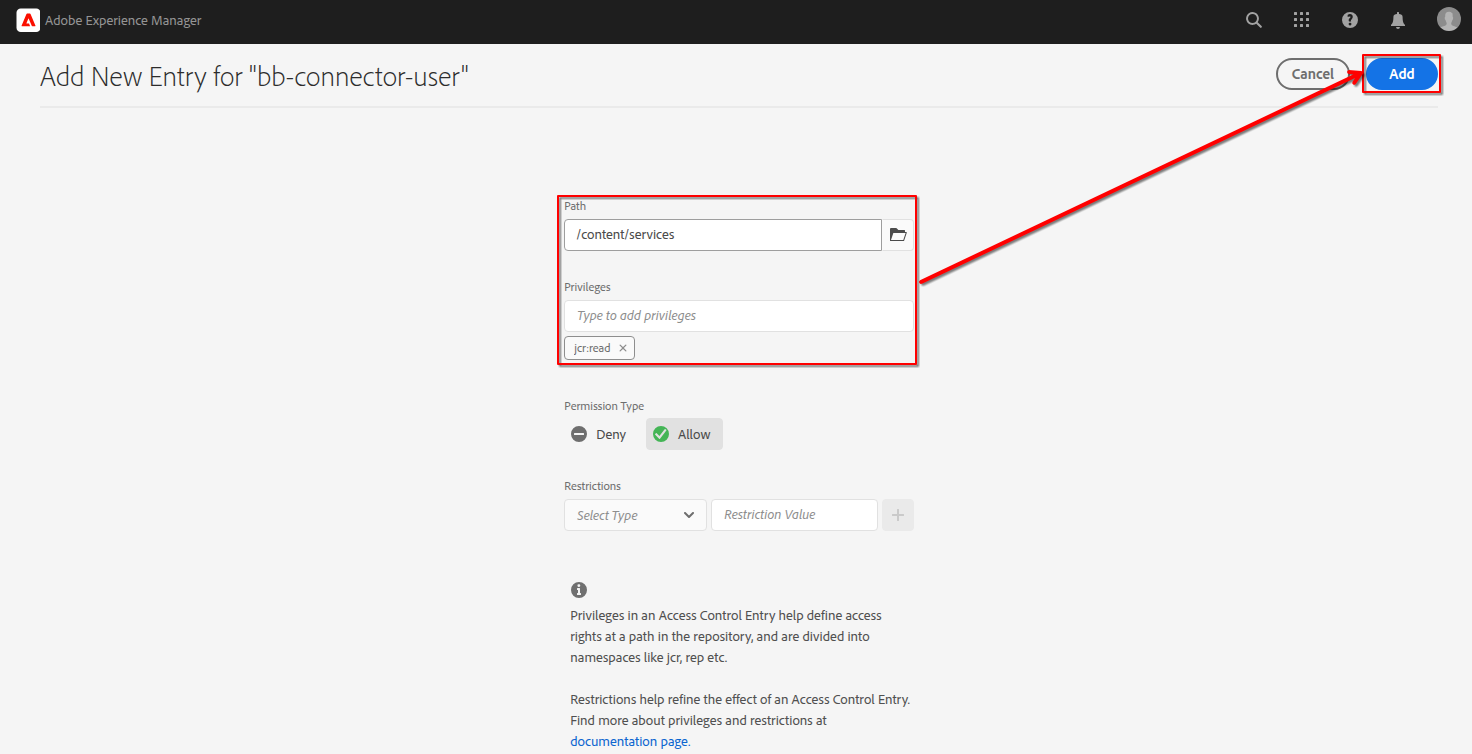 Adobe Experience Manager
Add New Entry for "bb-connector-user"
Cancel
Add
Path
/content/services
Privileges
Type to add privileges
jcr:read
Permission Type
Deny
Allow
Restrictions
Select Type
Restriction Value
Privileges in an Access Control Entry help define access
rights at a path in the repository, and are divided into
namespaces like jcr, rep etc.
Restrictions help refine the effect of an Access Control Entry.
Find more about privileges and restrictions at
documentation page.